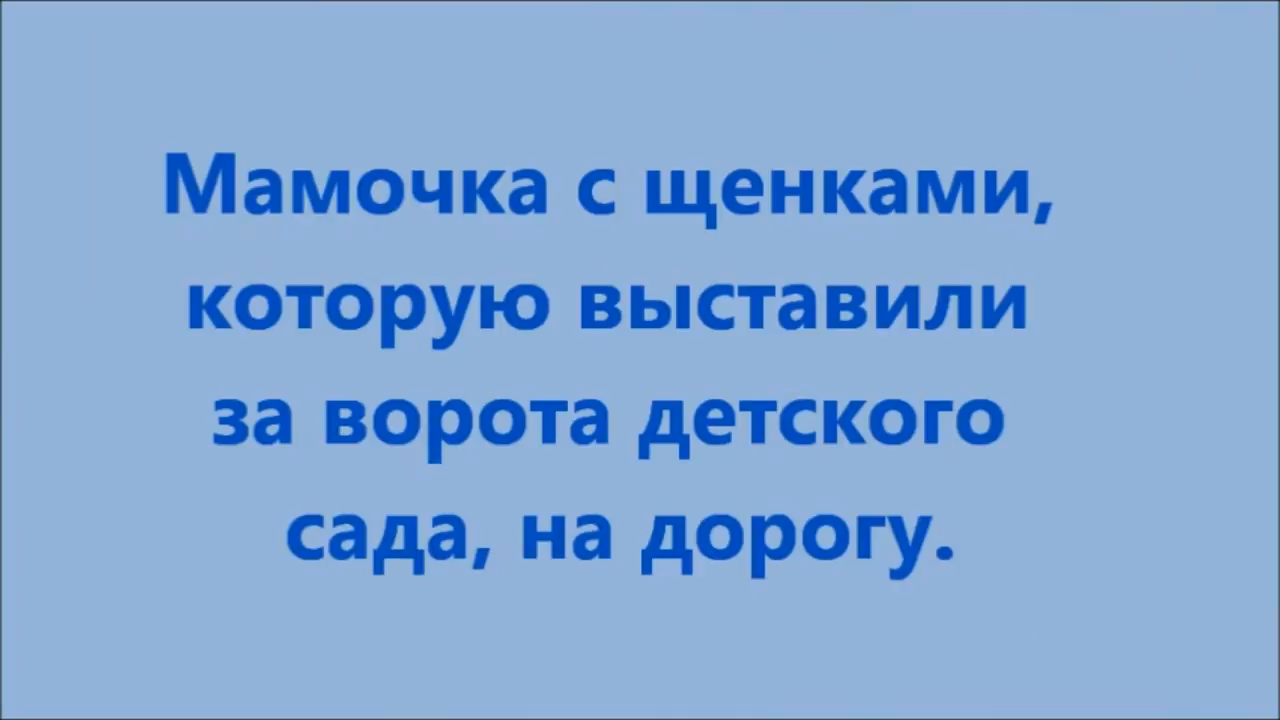 Мамочка с щенками,
которую выставили
за ворота детского
сада, на дорогу.